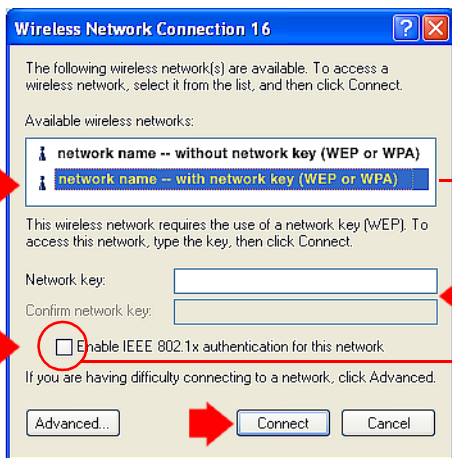 Wireless Network Connection 16
The following wireless network(s) are available. To access a
wireless network, select it from the list, and then click Connect.
Available wireless networks:
network name -- without network key (WEP or WPA)
network name -- with network key (WEP or WPA)
This wireless network requires the use of a network key (WEP). To
access this network, type the key, then click Connect.
Network key:
Confirm network key:
Enable IEEE 802.1x authentication for this network
If you are having difficulty connecting to a network, click Advanced.
Advanced... Connect Cancel